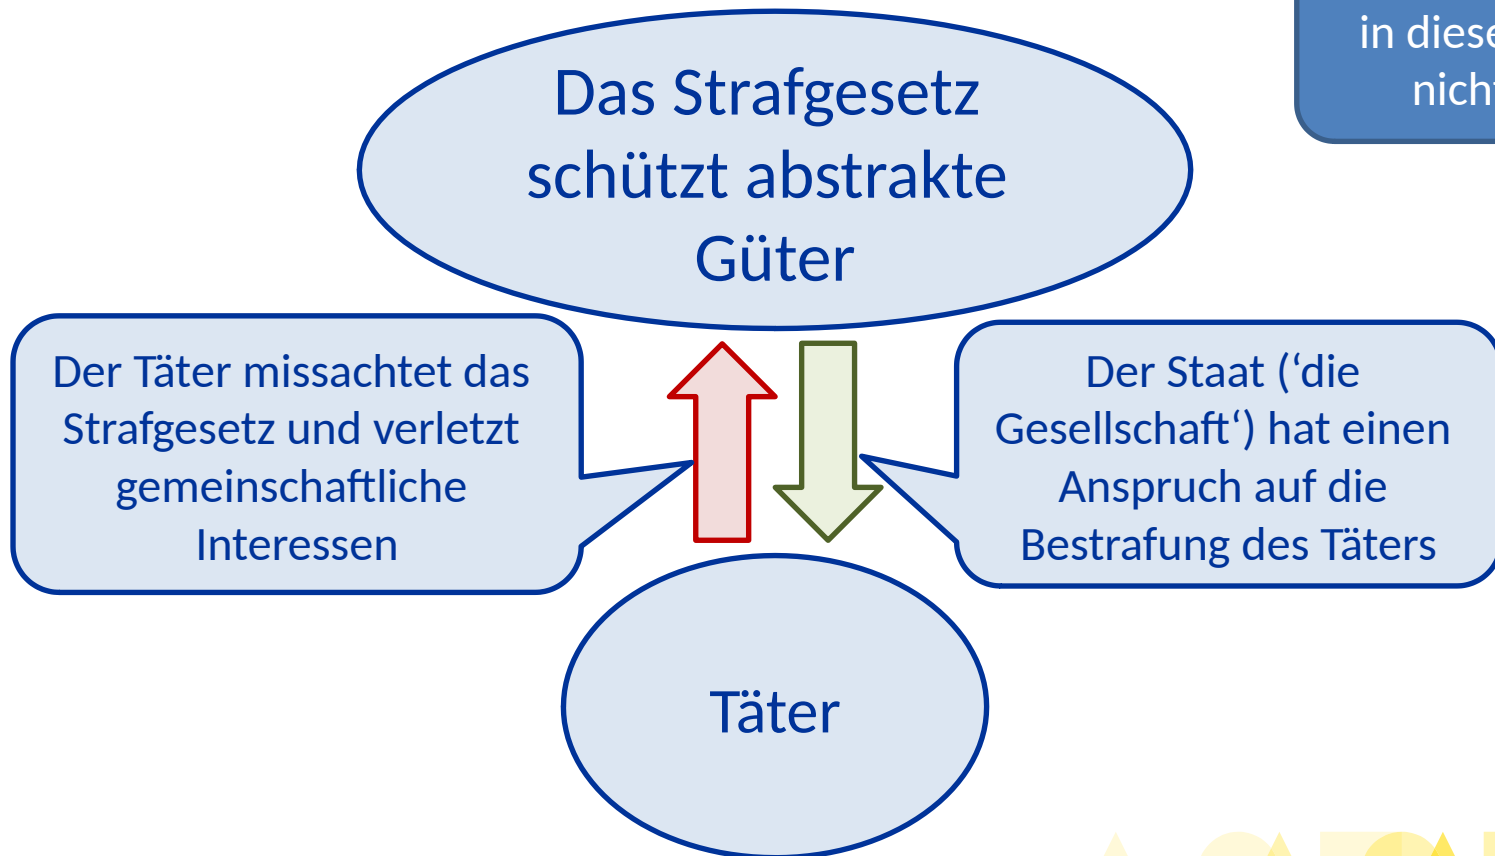 in
Das Strafgesetz
schützt abstrakte
Güter
Der Täter missachtet das
Strafgesetz und verletzt
gemeinschaftliche
Interessen
Der Staat (‘die
Gesellschaft‘) hat einen
Anspruch auf die
Bestrafung des Täters
Täter